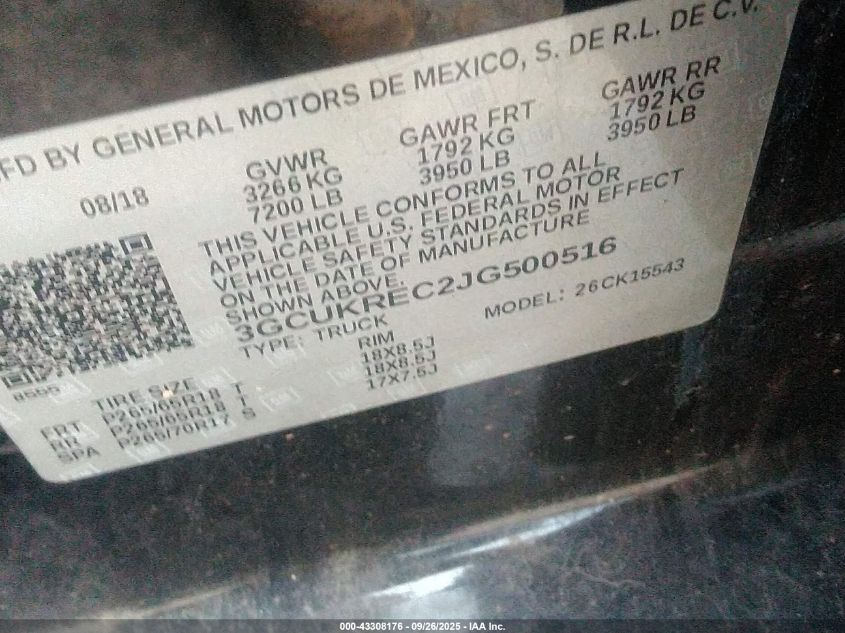 FD BY GENERAL MOTORS DE MEXICO, S. DE R.L. DE C.V.
08/18
GVWR
3266 KG
7200 LB
GAWR FRT
1792 KG
3950 LB
GAWR RR
1792 KG
3950 LB
THIS VEHICLE CONFORMS TO ALL
APPLICABLE U.S. FEDERAL MOTOR
VEHICLE SAFETY STANDARDS IN EFFECT
ON THE DATE OF MANUFACTURE
SHOWN ABOVE.
3GCUKREC2JG500516
TYPE: TRUCK
MODEL: 26CK15543
TIRE SIZE
RIM
FRT P265/65R18 T 18X8.5J
RR P265/65R18 T 18X8.5J
SPA P265/70R17 S 17X7.5J
000-43308176 - 09/26/2025 - IAA Inc.